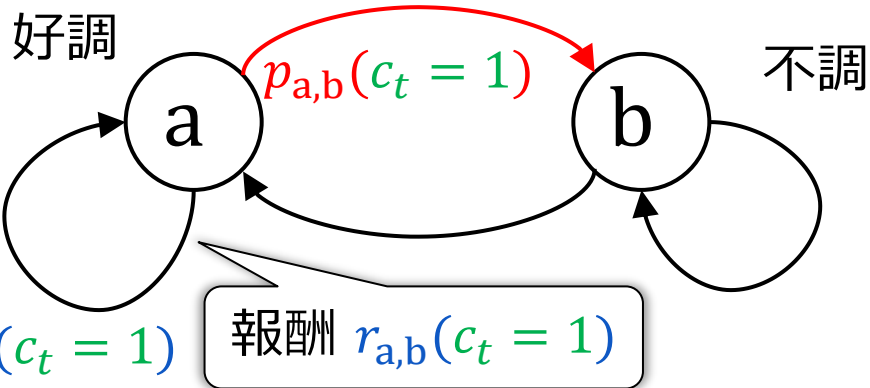 好調
不調
p_{a,b}(c_t = 1)
a
b
報酬 r_{a,b}(c_t = 1)
(c_t = 1)